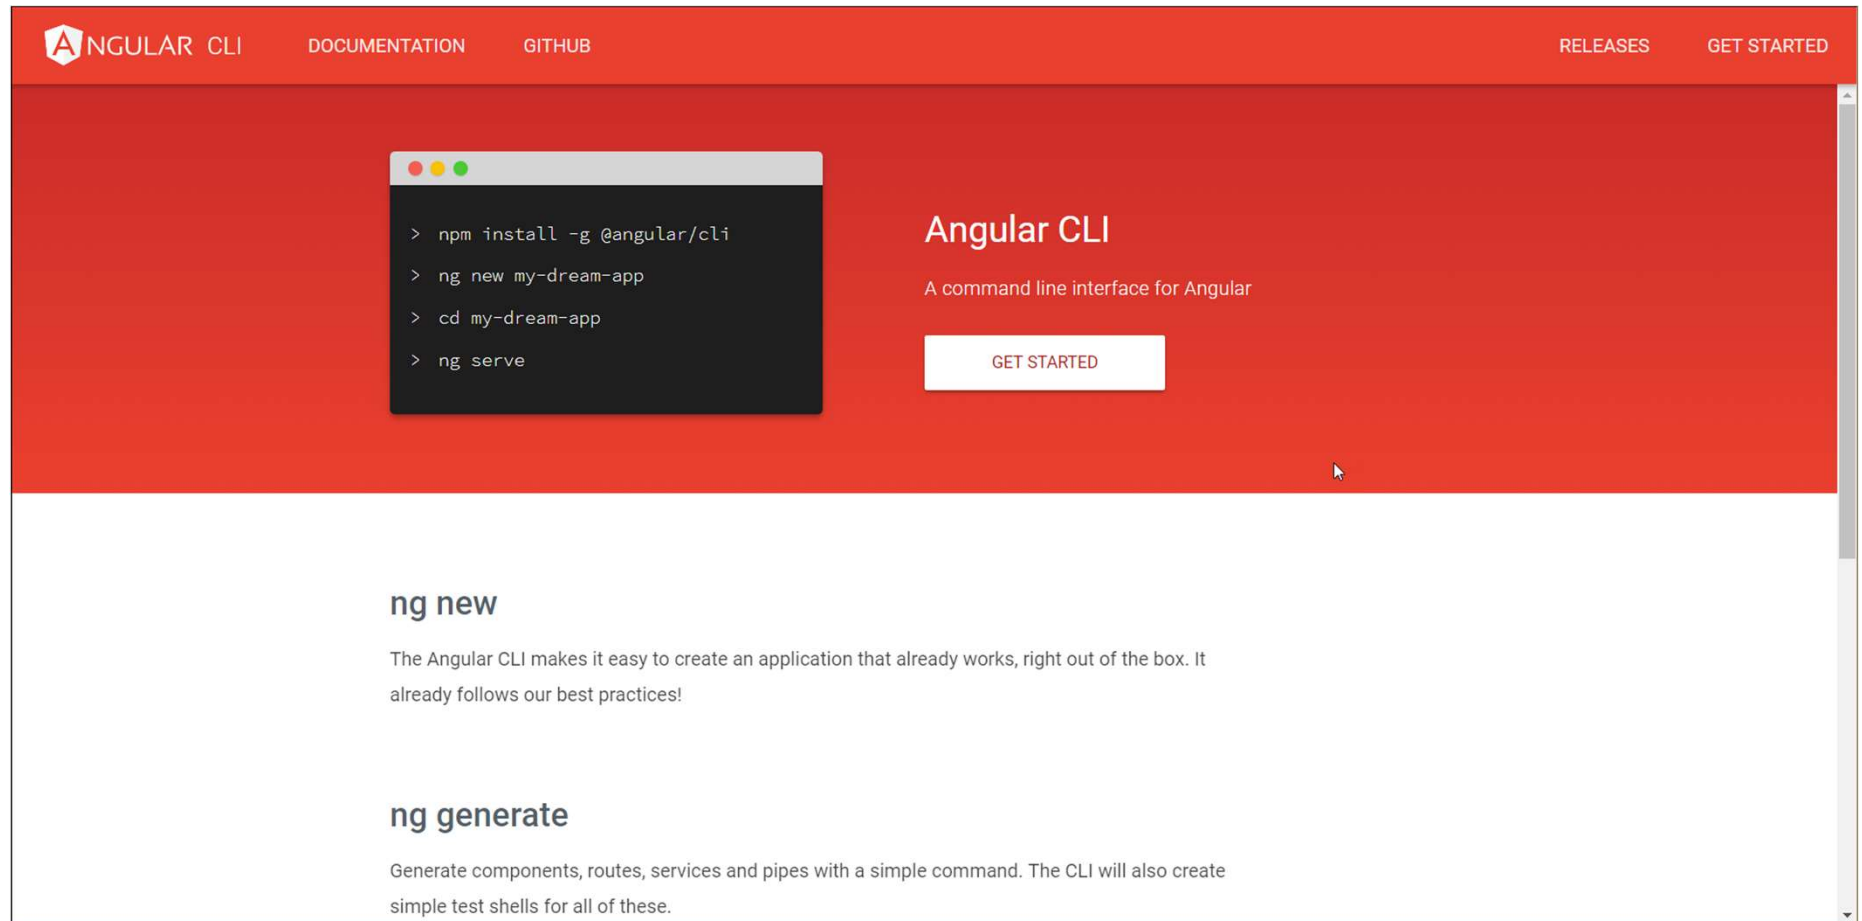 ANGULAR CLI DOCUMENTATION GITHUB RELEASES GET STARTED
> npm install -g @angular/cli
> ng new my-dream-app
> cd my-dream-app
> ng serve
Angular CLI
A command line interface for Angular
GET STARTED
ng new
The Angular CLI makes it easy to create an application that already works, right out of the box. It
already follows our best practices!
ng generate
Generate components, routes, services and pipes with a simple command. The CLI will also create
simple test shells for all of these.